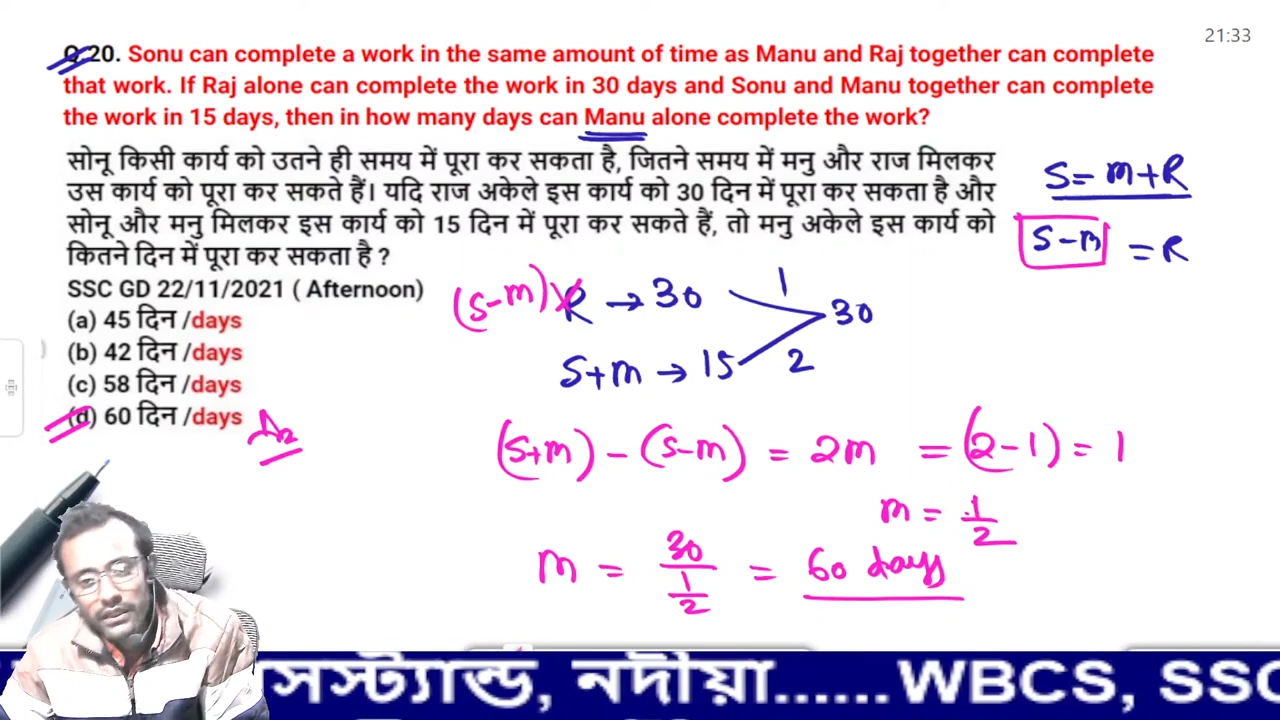 21:33
Q.20. Sonu can complete a work in the same amount of time as Manu and Raj together can complete
that work. If Raj alone can complete the work in 30 days and Sonu and Manu together can complete
the work in 15 days, then in how many days can Manu alone complete the work?
सोनू किसी कार्य को उतने ही समय में पूरा कर सकता है, जितने समय में मनु और राज मिलकर
उस कार्य को पूरा कर सकते हैं। यदि राज अकेले इस कार्य को 30 दिन में पूरा कर सकता है और
सोनू और मनु मिलकर इस कार्य को 15 दिन में पूरा कर सकते हैं, तो मनु अकेले इस कार्य को
कितने दिन में पूरा कर सकता है ?
S = m + R
S - m = R
SSC GD 22/11/2021 ( Afternoon)
(a) 45 दिन /days
(b) 42 दिन /days
(c) 58 दिन /days
(d) 60 दिन /days
(S-m) R → 30 1 30
S+m → 15 2
(S+m) - (S-m) = 2m = (2-1) = 1
m = 1/2
m = 30/(1/2) = 60 days
सस्ट्यान्ड, नदीया...... WBCS, SSC